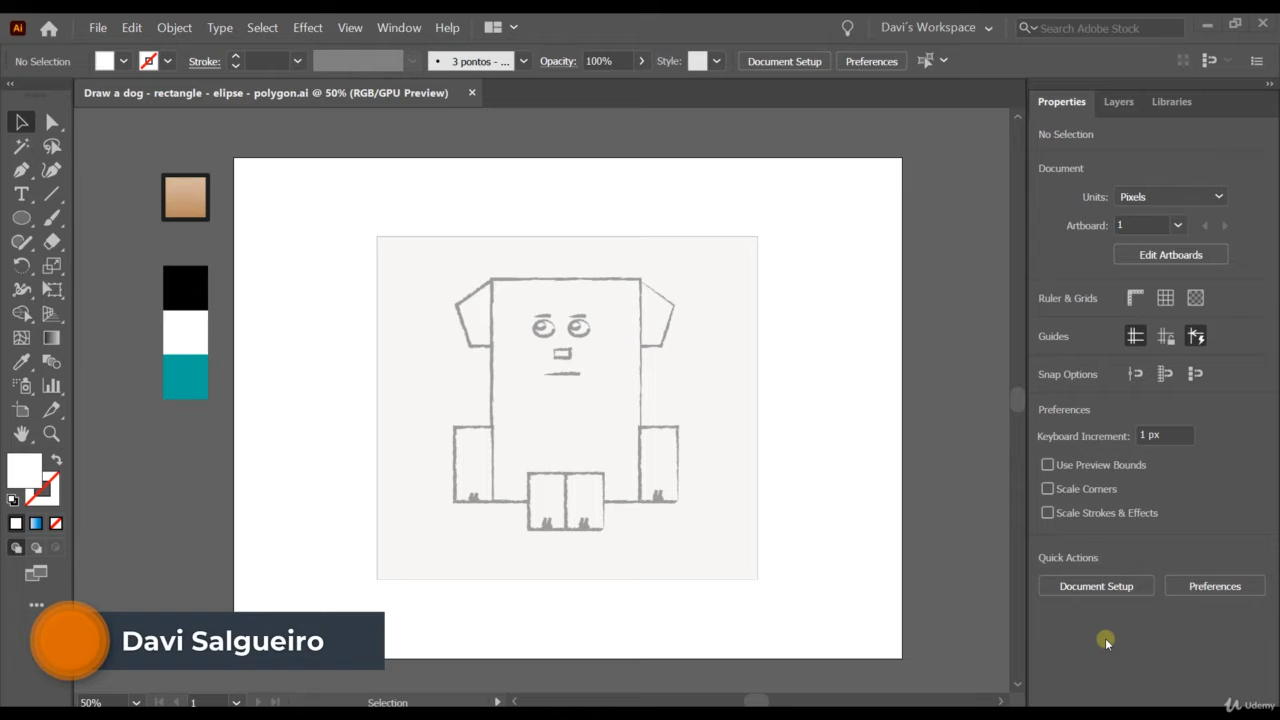 Ai
File Edit Object Type Select Effect View Window Help
Davi´s Workspace
Search Adobe Stock
No Selection
Stroke:
3 pontos - ...
Opacity: 100%
Style:
Document Setup
Preferences
Draw a dog - rectangle - elipse - polygon.ai @ 50% (RGB/GPU Preview)
Properties Layers Libraries
No Selection
Document
Units: Pixels
Artboard: 1
Edit Artboards
Ruler & Grids
Guides
Snap Options
Preferences
Keyboard Increment: 1 px
Use Preview Bounds
Scale Corners
Scale Strokes & Effects
Quick Actions
Document Setup Preferences
Davi Salgueiro
50% 1 Selection
Udemy